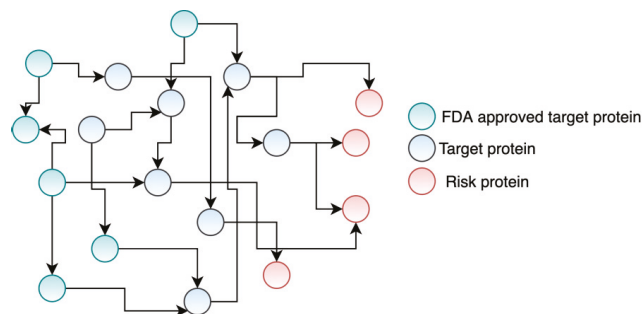 FDA approved target protein
Target protein
Risk protein